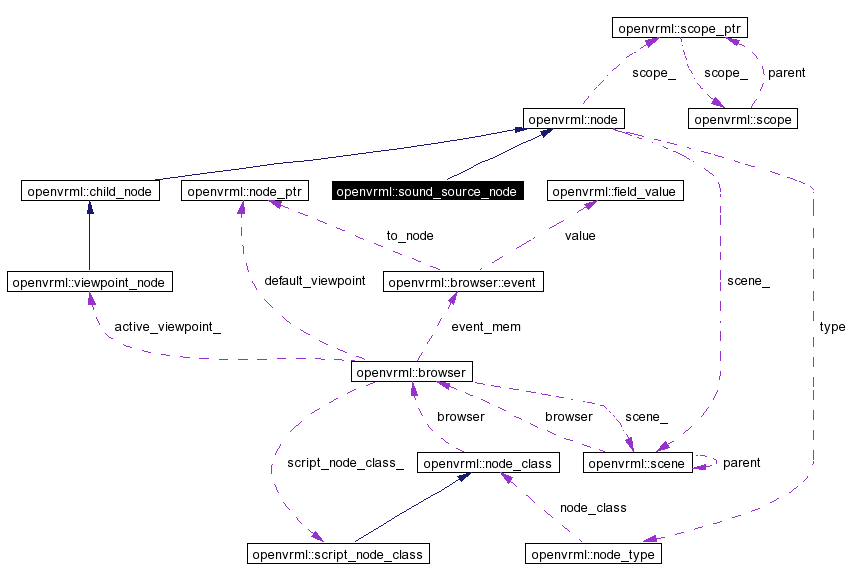 openvrml::scope_ptr
scope_
scope_
parent
openvrml::node
openvrml::scope
openvrml::child_node
openvrml::node_ptr
openvrml::sound_source_node
openvrml::field_value
to_node
value
openvrml::viewpoint_node
default_viewpoint
openvrml::browser::event
scene_
active_viewpoint_
event_mem
type
openvrml::browser
browser
browser
scene_
script_node_class_
openvrml::node_class
openvrml::scene
parent
node_class
openvrml::script_node_class
openvrml::node_type